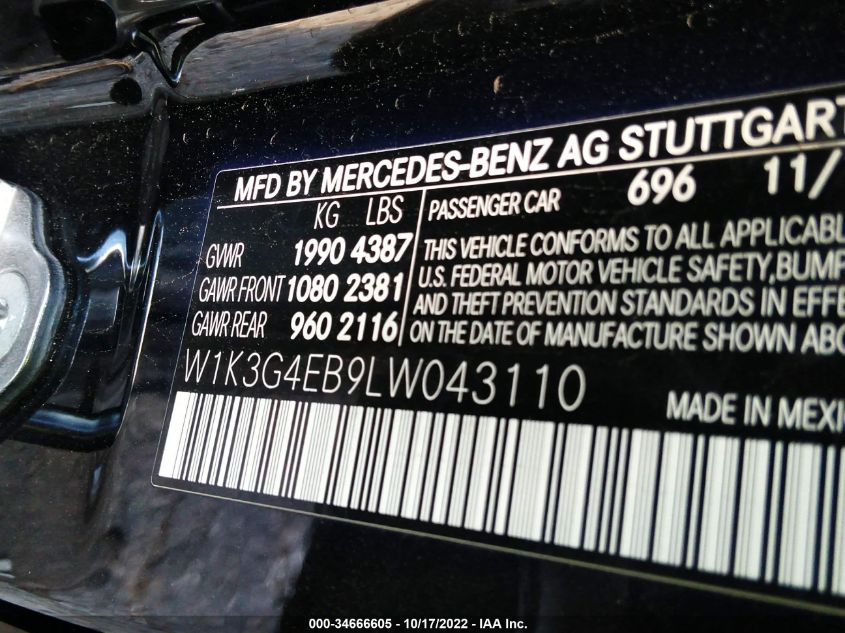 MFD BY MERCEDES-BENZ AG STUTTGART
KG LBS
PASSENGER CAR 696 11/
GVWR 1990 4387
GAWR FRONT 1080 2381
GAWR REAR 960 2116
THIS VEHICLE CONFORMS TO ALL APPLICABL
U.S. FEDERAL MOTOR VEHICLE SAFETY, BUMP
AND THEFT PREVENTION STANDARDS IN EFFE
ON THE DATE OF MANUFACTURE SHOWN ABO
W1K3G4EB9LW043110
MADE IN MEXI
000-34666605 - 10/17/2022 - IAA Inc.